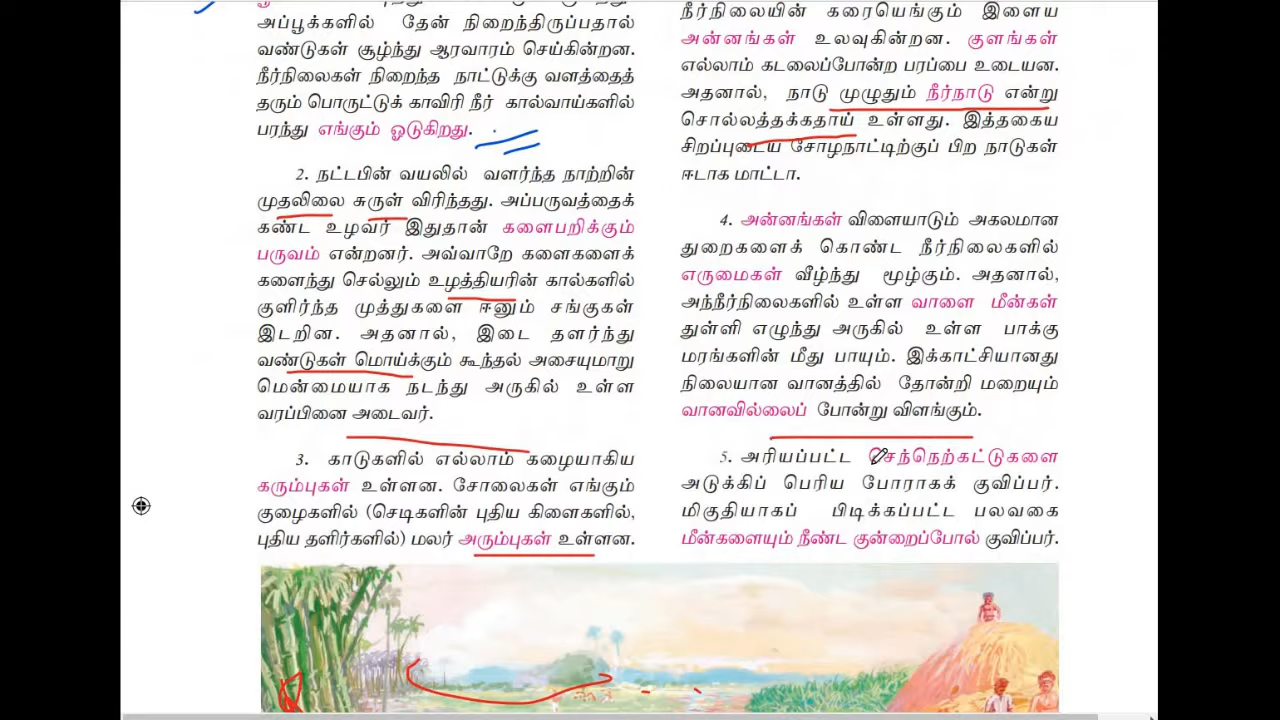 அப்பூக்களில் தேன் நிறைந்திருப்பதால்
வண்டுகள் சூழ்ந்து ஆரவாரம் செய்கின்றன.
நீர்நிலைகள் நிறைந்த நாட்டுக்கு வளத்தைத்
தரும் பொருட்டுக் காவிரி நீர் கால்வாய்களில்
பரந்து எங்கும் ஓடுகிறது.
2. நட்டபின் வயலில் வளர்ந்த நாற்றின்
முதலிலை சுருள் விரிந்தது. அப்பருவத்தைக்
கண்ட உழவர் இதுதான் களைபறிக்கும்
பருவம் என்றனர். அவ்வாறே களைகளைக்
களைந்து செல்லும் உழத்தியரின் கால்களில்
குளிர்ந்த முத்துகளை ஈனும் சங்குகள்
இடறின. அதனால், இடை தளர்ந்து
வண்டுகள் மொய்க்கும் கூந்தல் அசையுமாறு
மென்மையாக நடந்து அருகில் உள்ள
வரப்பினை அடைவர்.
3. காடுகளில் எல்லாம் கழையாகிய
கரும்புகள் உள்ளன. சோலைகள் எங்கும்
குழைகளில் (செடிகளின் புதிய கிளைகளில்,
புதிய தளிர்களில்) மலர் அரும்புகள் உள்ளன.
நீர்நிலையின் கரையெங்கும் இளைய
அன்னங்கள் உலவுகின்றன. குளங்கள்
எல்லாம் கடலைப்போன்ற பரப்பை உடையன.
அதனால், நாடு முழுதும் நீர்நாடு என்று
சொல்லத்தக்கதாய் உள்ளது. இத்தகைய
சிறப்புடைய சோழநாட்டிற்குப் பிற நாடுகள்
ஈடாக மாட்டா.
4. அன்னங்கள் விளையாடும் அகலமான
துறைகளைக் கொண்ட நீர்நிலைகளில்
எருமைகள் வீழ்ந்து மூழ்கும். அதனால்,
அந்நீர்நிலைகளில் உள்ள வாளை மீன்கள்
துள்ளி எழுந்து அருகில் உள்ள பாக்கு
மரங்களின் மீது பாயும். இக்காட்சியானது
நிலையான வானத்தில் தோன்றி மறையும்
வானவில்லைப் போன்று விளங்கும்.
5. அரியப்பட்ட செந்நெற்கட்டுகளை
அடுக்கிப் பெரிய போராகக் குவிப்பர்.
மிகுதியாகப் பிடிக்கப்பட்ட பலவகை
மீன்களையும் நீண்ட குன்றைப்போல் குவிப்பர்.